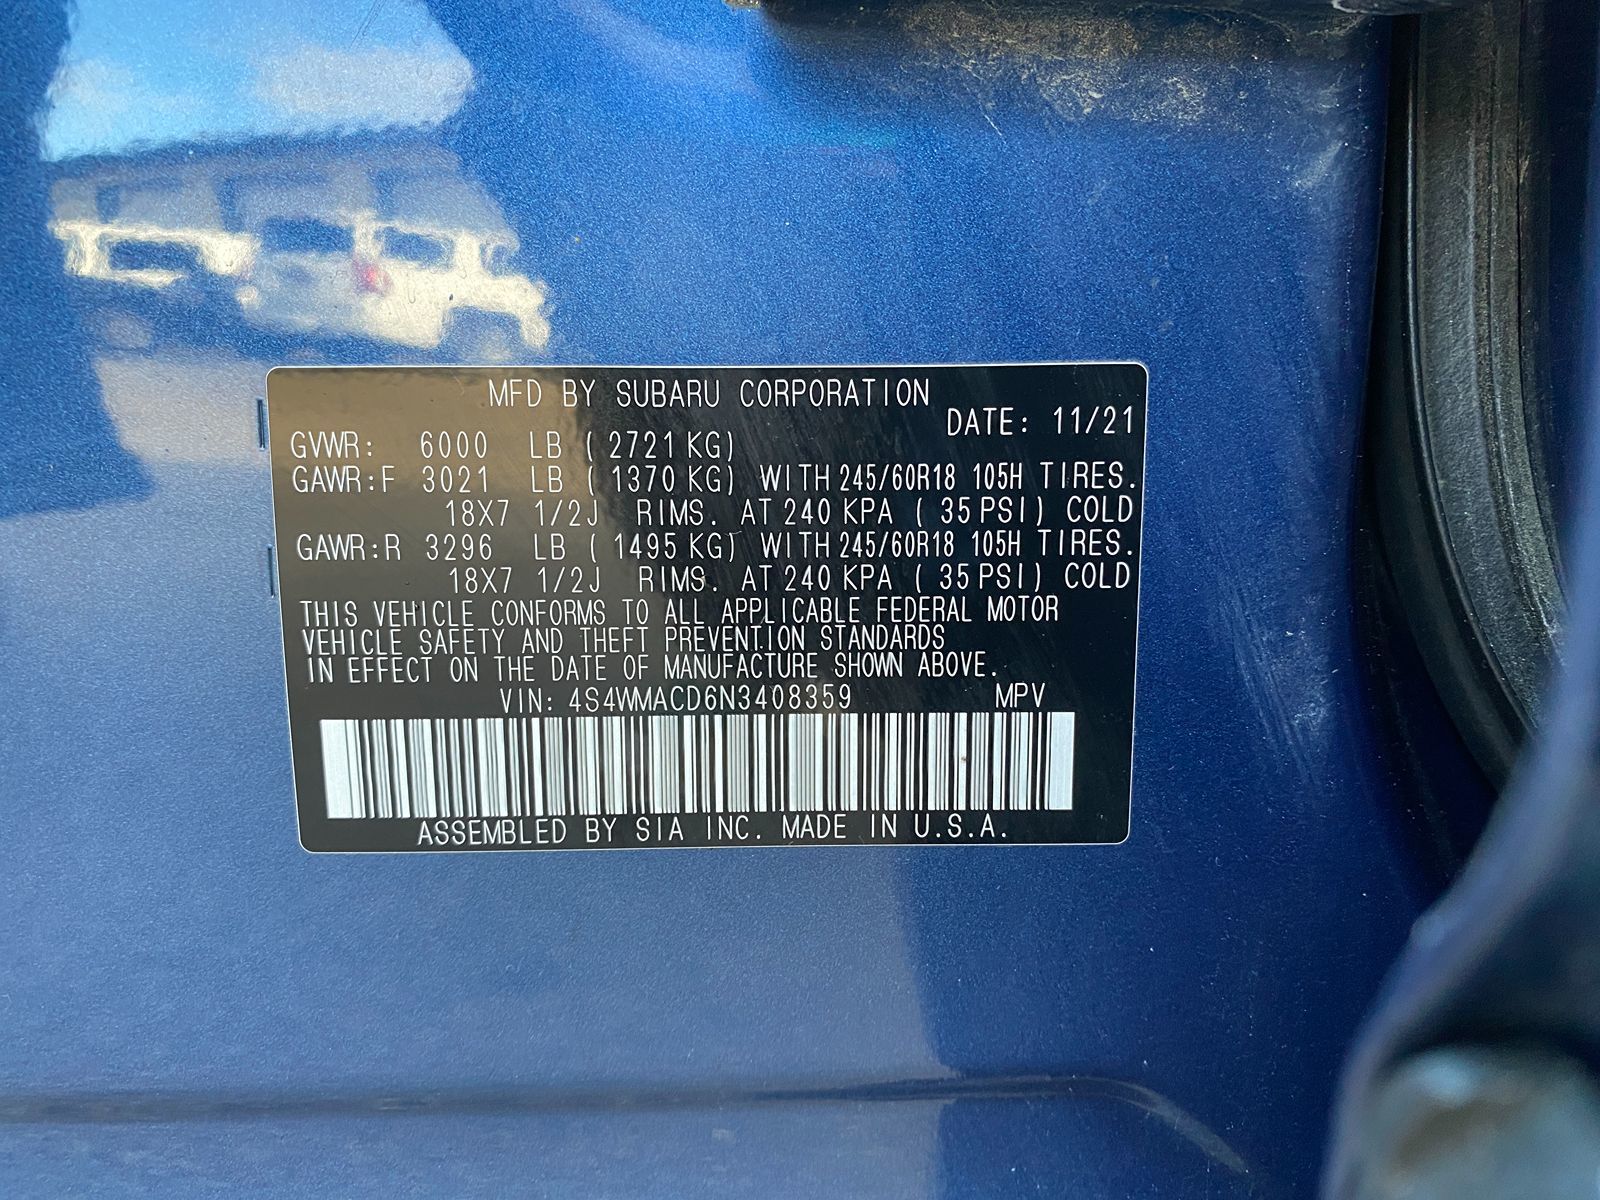 MFD BY SUBARU CORPORATION
DATE: 11/21
GVWR: 6000 LB ( 2721 KG)
GAWR:F 3021 LB ( 1370 KG) WITH 245/60R18 105H TIRES.
18X7 1/2J RIMS. AT 240 KPA ( 35 PSI) COLD
GAWR:R 3296 LB ( 1495 KG) WITH 245/60R18 105H TIRES.
18X7 1/2J RIMS. AT 240 KPA ( 35 PSI) COLD
THIS VEHICLE CONFORMS TO ALL APPLICABLE FEDERAL MOTOR
VEHICLE SAFETY AND THEFT PREVENTION STANDARDS
IN EFFECT ON THE DATE OF MANUFACTURE SHOWN ABOVE.
VIN: 4S4WMACD6N3408359 MPV
ASSEMBLED BY SIA INC. MADE IN U.S.A.